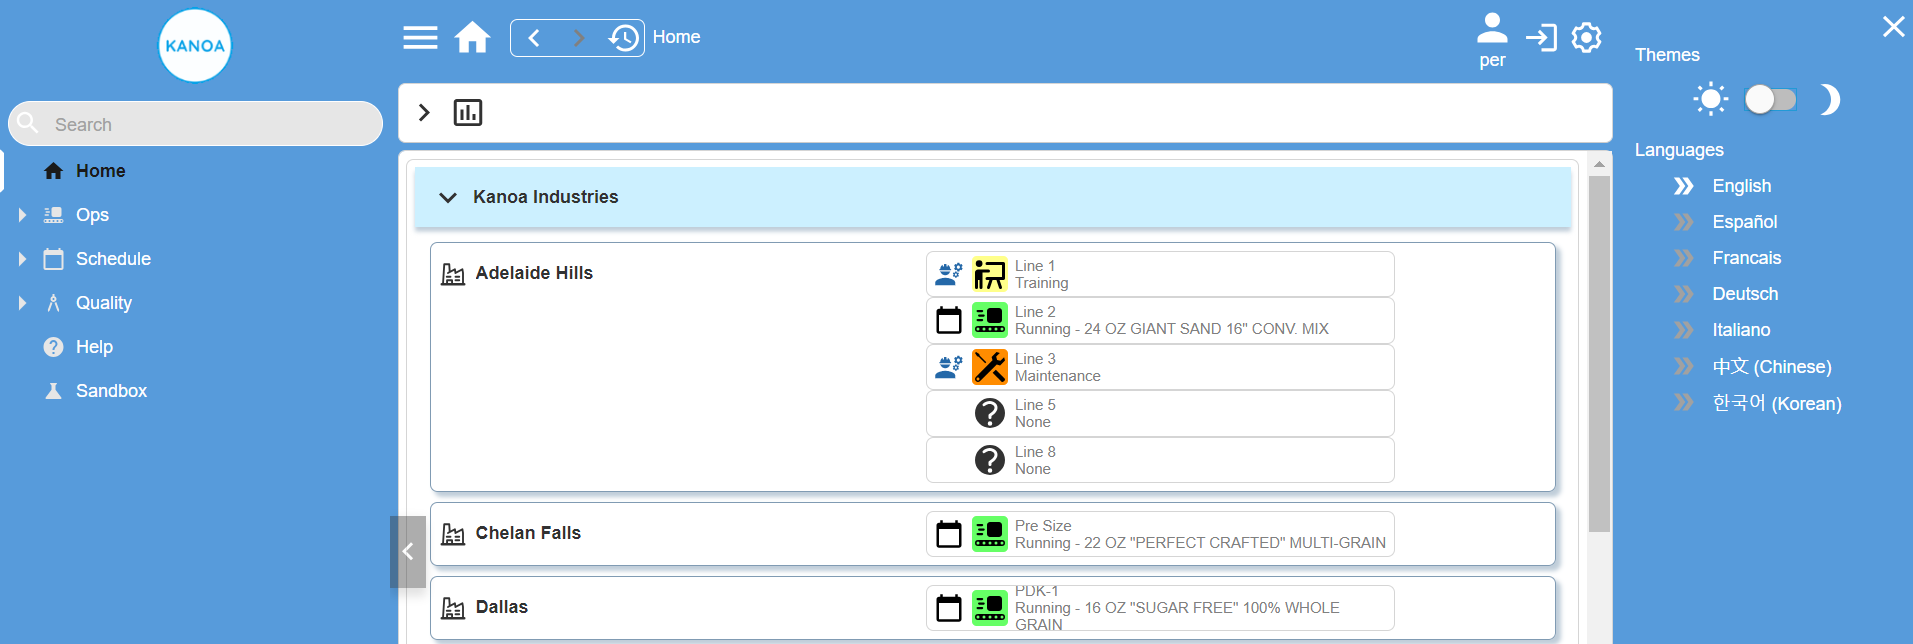 KANOA
Search
Home
Ops
Schedule
Quality
Help
Sandbox
Home
per
Kanoa Industries
Adelaide Hills
Line 1
Training
Line 2
Running - 24 OZ GIANT SAND 16" CONV. MIX
Line 3
Maintenance
Line 5
None
Line 8
None
Chelan Falls
Pre Size
Running - 22 OZ "PERFECT CRAFTED" MULTI-GRAIN
Dallas
PDK-1
Running - 16 OZ "SUGAR FREE" 100% WHOLE
GRAIN
Themes
Languages
English
Español
Francais
Deutsch
Italiano
中文 (Chinese)
한국어 (Korean)